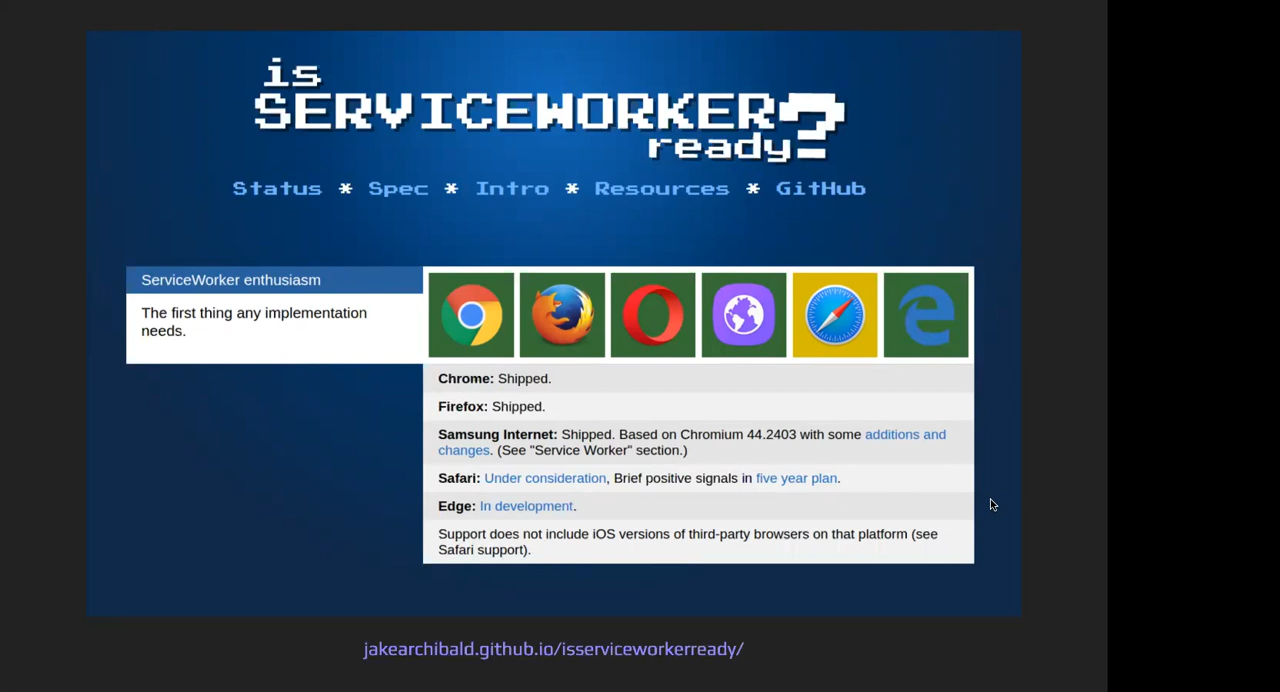 is
SERVICEWORKER?
ready
Status * Spec * Intro * Resources * GitHub
ServiceWorker enthusiasm
The first thing any implementation
needs.
Chrome: Shipped.
Firefox: Shipped.
Samsung Internet: Shipped. Based on Chromium 44.2403 with some additions and
changes. (See "Service Worker" section.)
Safari: Under consideration, Brief positive signals in five year plan.
Edge: In development.
Support does not include iOS versions of third-party browsers on that platform (see
Safari support).
jakearchibald.github.io/isserviceworkerready/